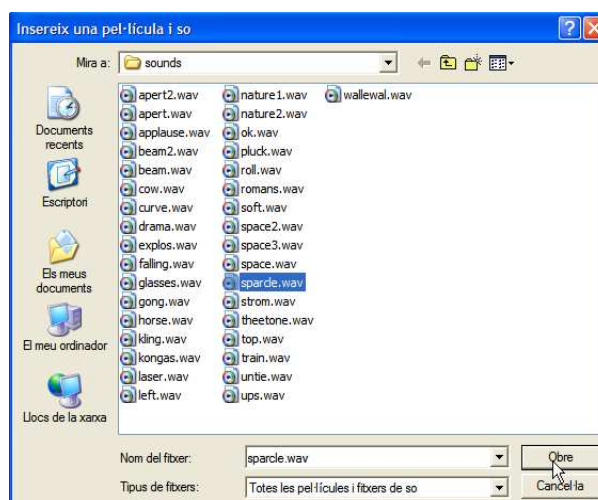 Insereix una pel·lícula i so
Mira a:
sounds
Documents
recents
Escriptori
Els meus
documents
El meu ordinador
Llocs de la xarxa
apert2.wav
apert.wav
applause.wav
beam2.wav
beam.wav
cow.wav
curve.wav
drama.wav
explos.wav
falling.wav
glasses.wav
gong.wav
horse.wav
kling.wav
kongas.wav
laser.wav
left.wav
nature1.wav
nature2.wav
ok.wav
pluck.wav
roll.wav
romans.wav
soft.wav
space2.wav
space3.wav
space.wav
sparcle.wav
strom.wav
theetone.wav
top.wav
train.wav
untie.wav
ups.wav
wallewal.wav
Nom del fitxer:
sparcle.wav
Obre
Tipus de fitxers:
Totes les pel·lícules i fitxers de so
Cancel·la